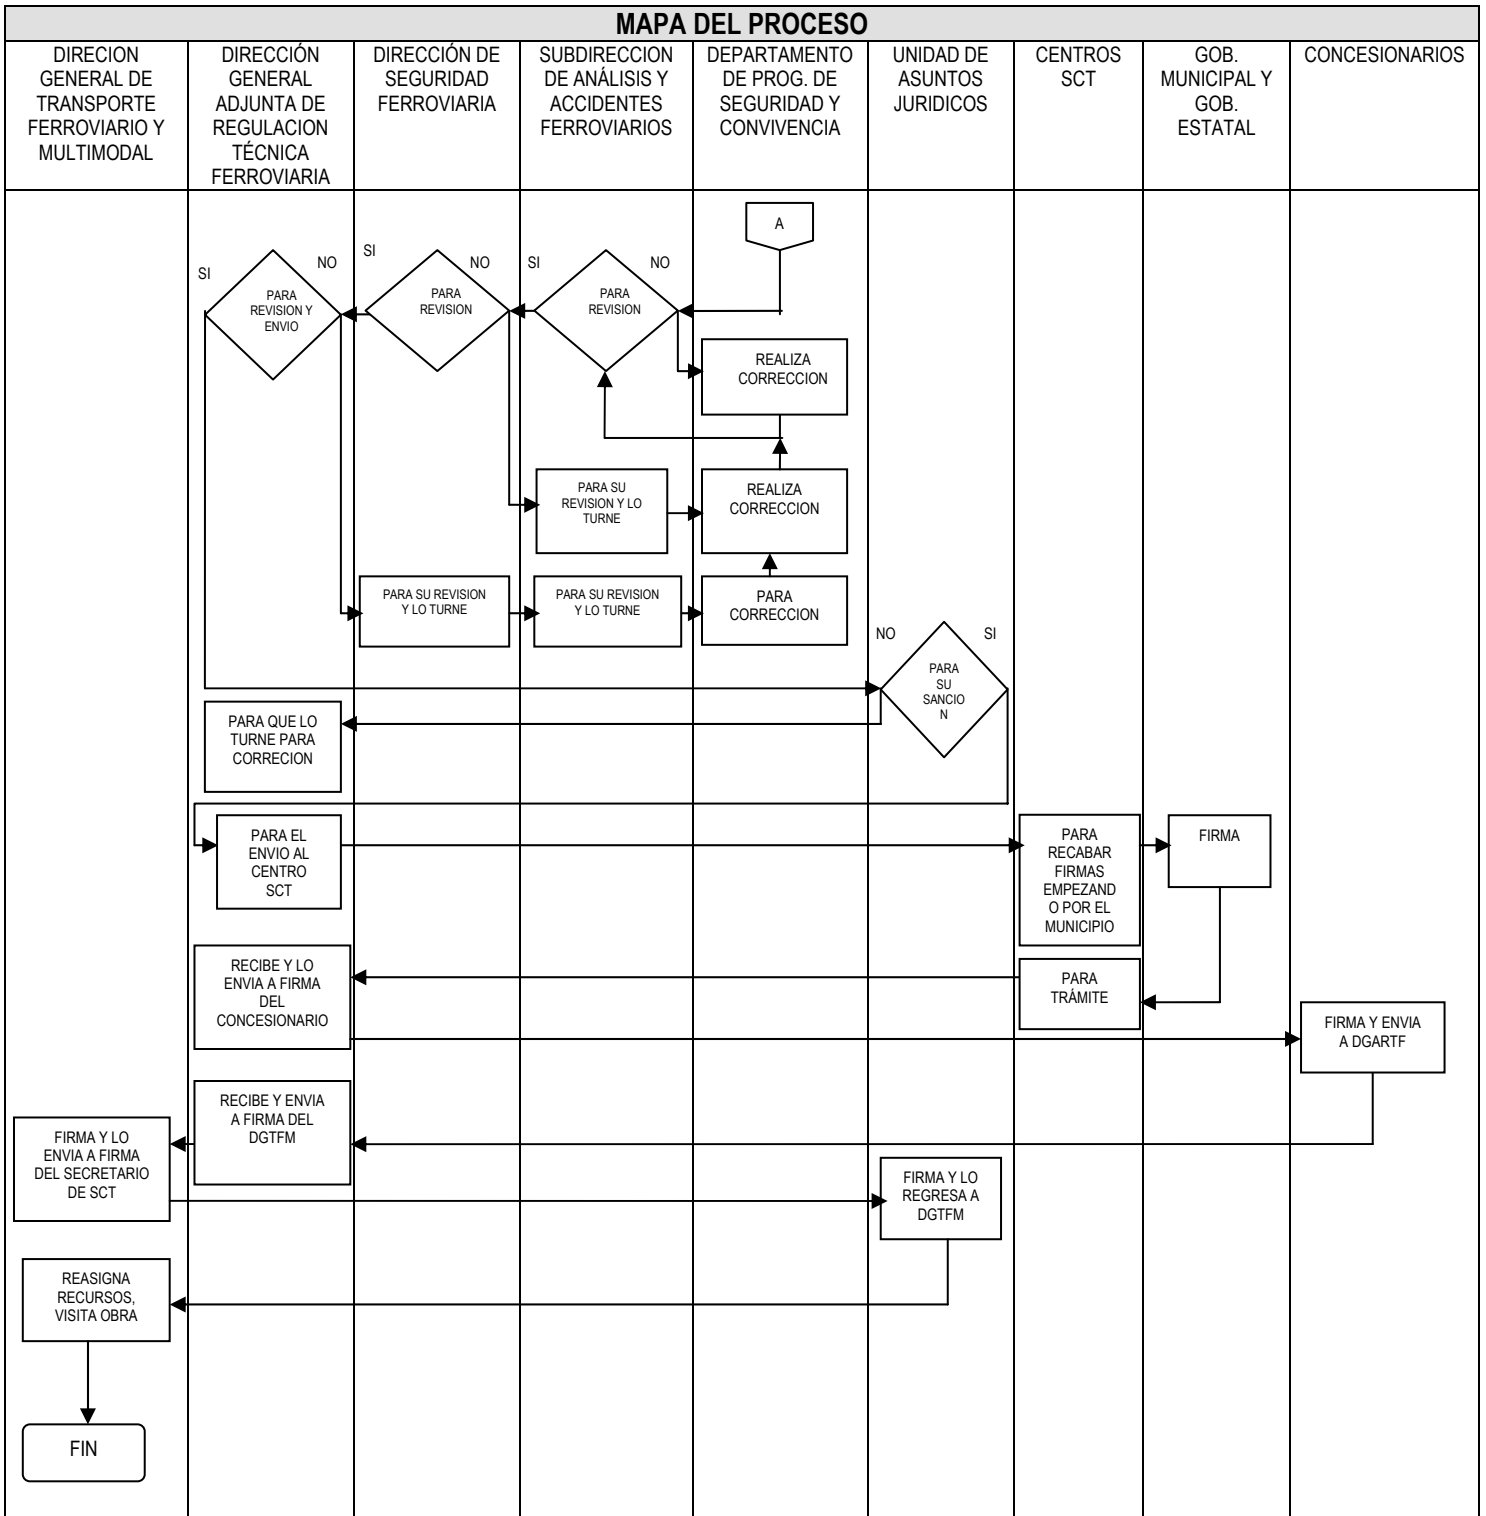 MAPA DEL PROCESO
DIRECION
GENERAL DE
TRANSPORTE
FERROVIARIO Y
MULTIMODAL
DIRECCIÓN
GENERAL
ADJUNTA DE
REGULACION
TÉCNICA
FERROVIARIA
DIRECCIÓN DE
SEGURIDAD
FERROVIARIA
SUBDIRECCION
DE ANÁLISIS Y
ACCIDENTES
FERROVIARIOS
DEPARTAMENTO
DE PROG. DE
SEGURIDAD Y
CONVIVENCIA
UNIDAD DE
ASUNTOS
JURIDICOS
CENTROS
SCT
GOB.
MUNICIPAL Y
GOB.
ESTATAL
CONCESIONARIOS
A
SI
NO
PARA
REVISION Y
ENVIO
SI
NO
PARA
REVISION
SI
NO
PARA
REVISION
REALIZA
CORRECCION
PARA SU
REVISION Y LO
TURNE
REALIZA
CORRECCION
PARA SU REVISION
Y LO TURNE
PARA SU REVISION
Y LO TURNE
PARA
CORRECCION
NO
SI
PARA
SU
SANCIO
N
PARA QUE LO
TURNE PARA
CORRECION
PARA EL
ENVIO AL
CENTRO
SCT
PARA
RECABAR
FIRMAS
EMPEZAND
O POR EL
MUNICIPIO
FIRMA
RECIBE Y LO
ENVIA A FIRMA
DEL
CONCESIONARIO
PARA
TRÁMITE
FIRMA Y ENVIA
A DGARTF
RECIBE Y ENVIA
A FIRMA DEL
DGTFM
FIRMA Y LO
ENVIA A FIRMA
DEL SECRETARIO
DE SCT
FIRMA Y LO
REGRESA A
DGTFM
REASIGNA
RECURSOS,
VISITA OBRA
FIN